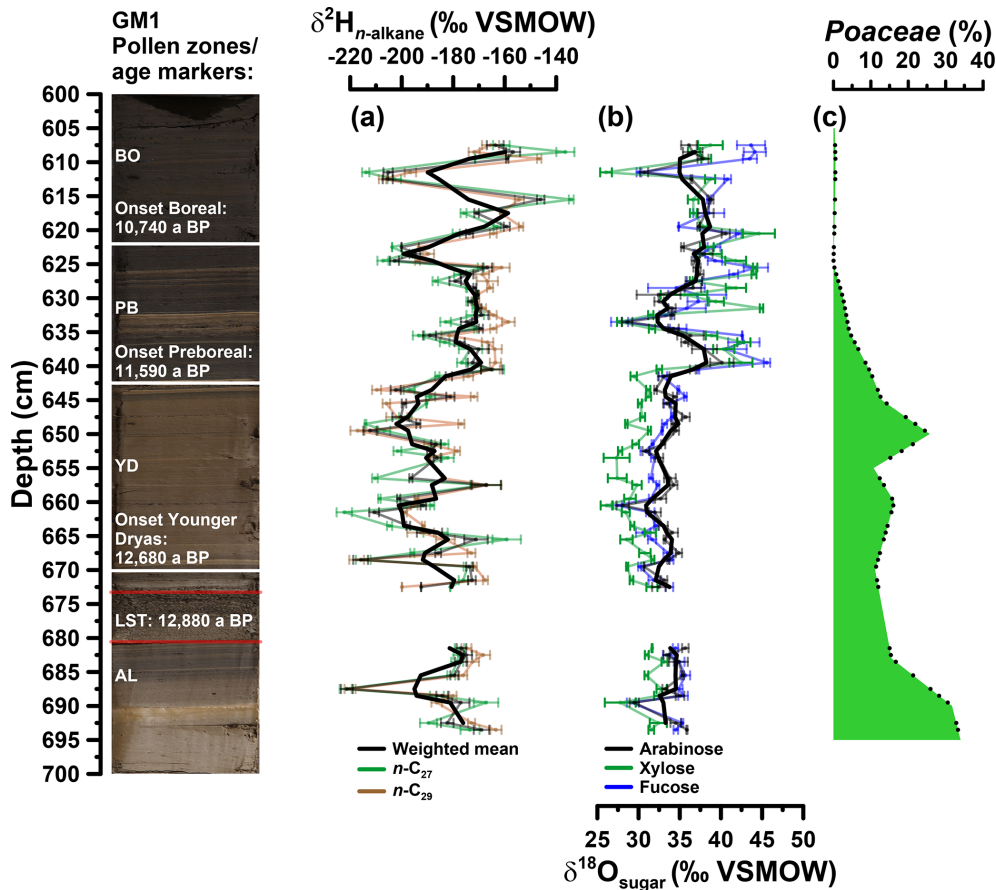 GM1
Pollen zones/
age markers:
δ²H n-alkane (‰ VSMOW)
-220 -200 -180 -160 -140
Poaceae (%)
0 10 20 30 40
(a)
(b)
(c)
Depth (cm)
600
605
610
615
620
625
630
635
640
645
650
655
660
665
670
675
680
685
690
695
700
BO
Onset Boreal:
10,740 a BP
PB
Onset Preboreal:
11,590 a BP
YD
Onset Younger
Dryas:
12,680 a BP
LST: 12,880 a BP
AL
Weighted mean
n-C₂₇
n-C₂₉
Arabinose
Xylose
Fucose
25 30 35 40 45 50
δ¹⁸O sugar (‰ VSMOW)